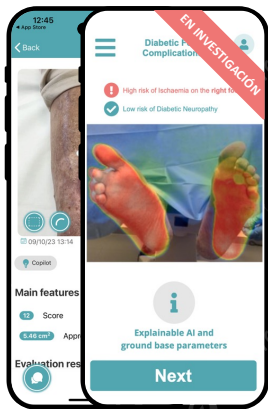 12:45
App Store
Back
09/10/23 13:14
Copilot
Main features
12 Score
5.46 cm²
Evaluation res
EN INVESTIGACIÓN
Diabetic F
Complication
High risk of Ischaemia on the right fo
Low risk of Diabetic Neuropathy
i
Explainable AI and
ground base parameters
Next